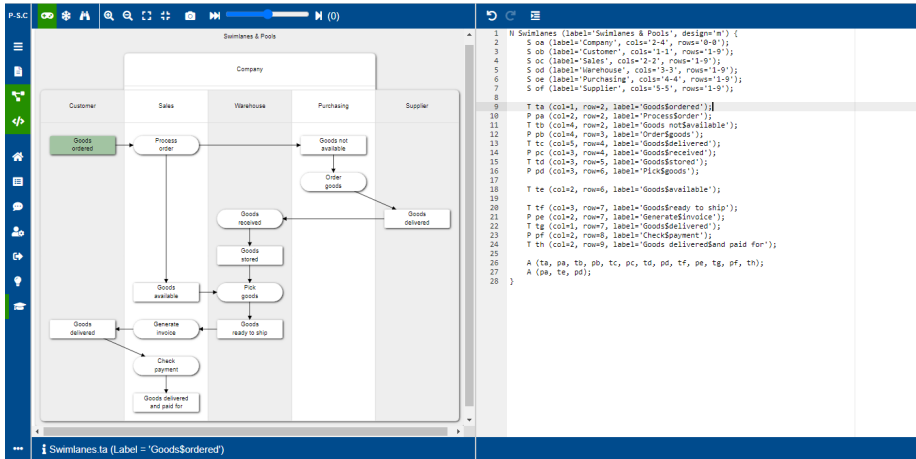 P-S.C
(0)
Swimlanes & Pools
Company
Customer
Sales
Warehouse
Purchasing
Supplier
Goods
ordered
Process
order
Goods not
available
Order
goods
Goods
received
Goods
delivered
Goods
stored
Goods
available
Pick
goods
Goods
delivered
Generate
invoice
Goods
ready to ship
Check
payment
Goods delivered
and paid for
Swimlanes.ta (Label = 'Goods$ordered')
1 N Swimlanes (label='Swimlanes & Pools', design='m') {
2 S oa (label='Company', cols='2-4', rows='0-0');
3 S ob (label='Customer', cols='1-1', rows='1-9');
4 S oc (label='Sales', cols='2-2', rows='1-9');
5 S od (label='Warehouse', cols='3-3', rows='1-9');
6 S oe (label='Purchasing', cols='4-4', rows='1-9');
7 S of (label='Supplier', cols='5-5', rows='1-9');
8
9 T ta (col=1, row=2, label='Goods$ordered');
10 P pa (col=2, row=2, label='Process$order');
11 T tb (col=4, row=2, label='Goods not$available');
12 P pb (col=4, row=3, label='Order$goods');
13 T tc (col=5, row=4, label='Goods$delivered');
14 P pc (col=3, row=4, label='Goods$received');
15 T td (col=3, row=5, label='Goods$stored');
16 P pd (col=3, row=6, label='Pick$goods');
17
18 T te (col=2, row=6, label='Goods$available');
19
20 T tf (col=3, row=7, label='Goods$ready to ship');
21 P pe (col=2, row=7, label='Generate$invoice');
22 T tg (col=1, row=7, label='Goods$delivered');
23 P pf (col=2, row=8, label='Check$payment');
24 T th (col=2, row=9, label='Goods delivered$and paid for');
25
26 A (ta, pa, tb, pb, tc, pc, td, pd, tf, pe, tg, pf, th);
27 A (pa, te, pd);
28 }